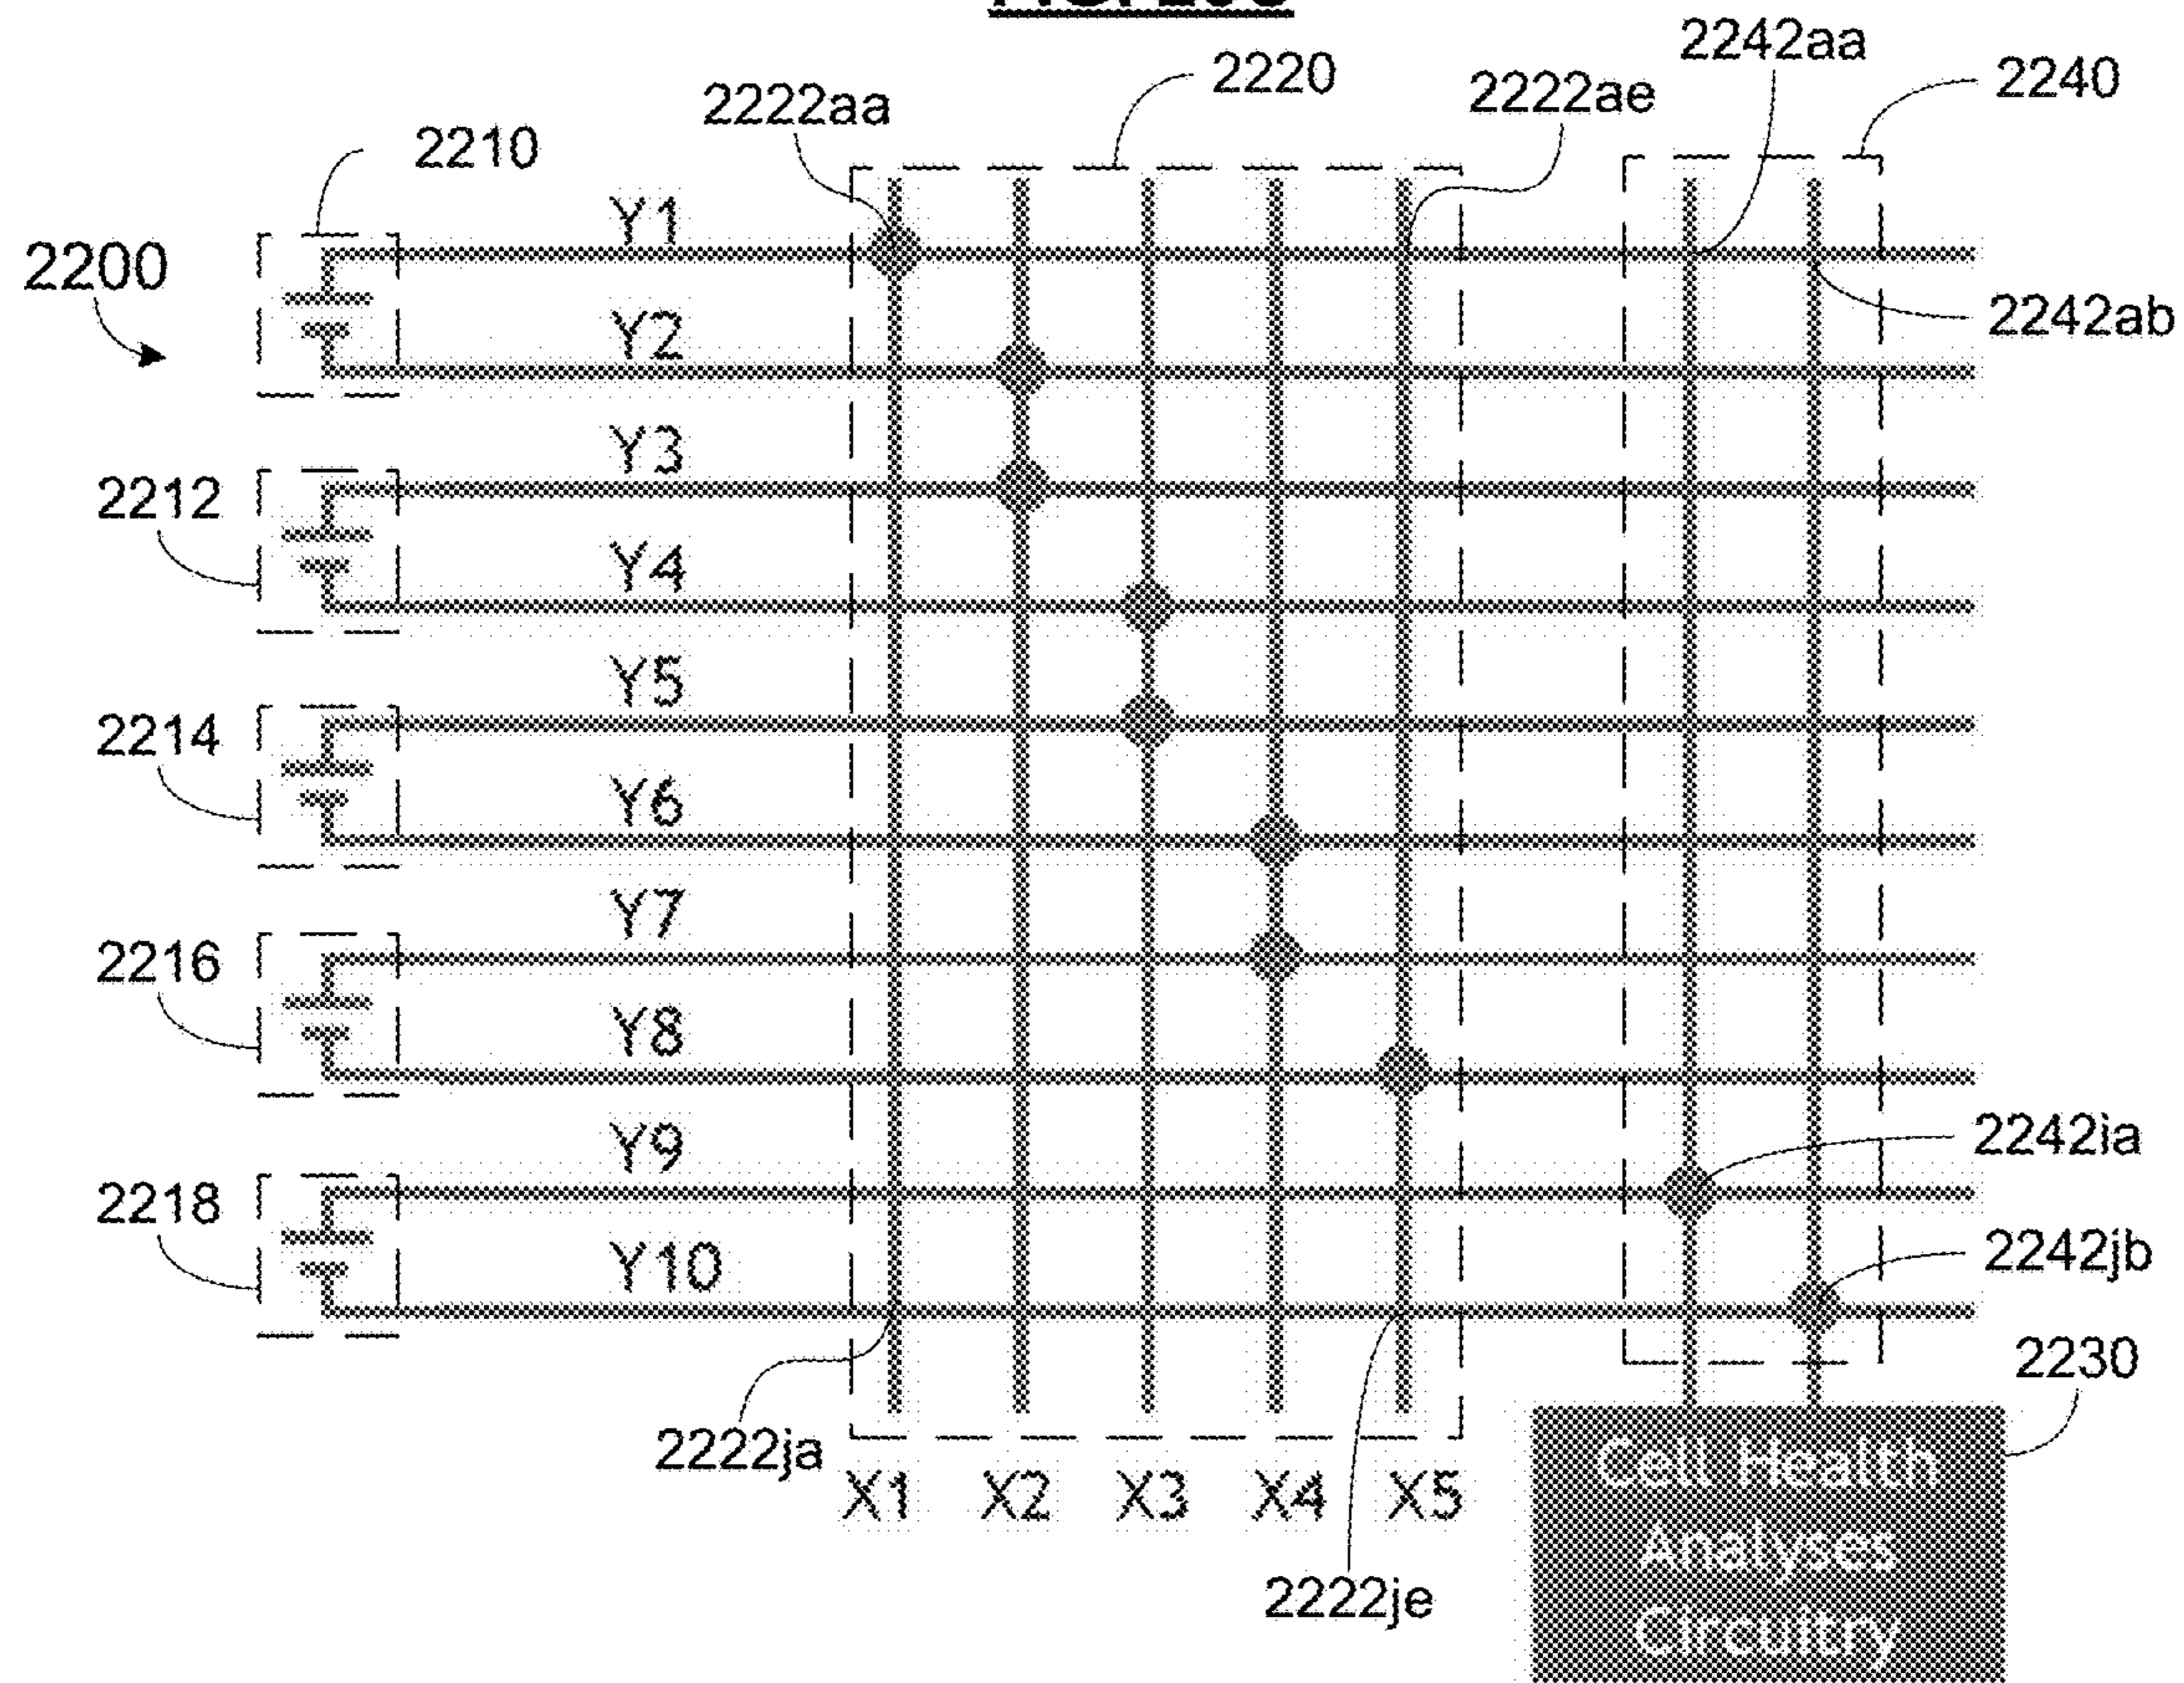 2242aa
2220
2222ae
2240
2222aa
2210
Y1
2200
2242ab
Y2
Y3
2212
Y4
Y5
2214
Y6
Y7
2216
Y8
2242ia
Y9
2218
2242jb
Y10
2230
2222ja
X1 X2 X3 X4 X5
Cell Health
Analyses
Circuitry
2222je